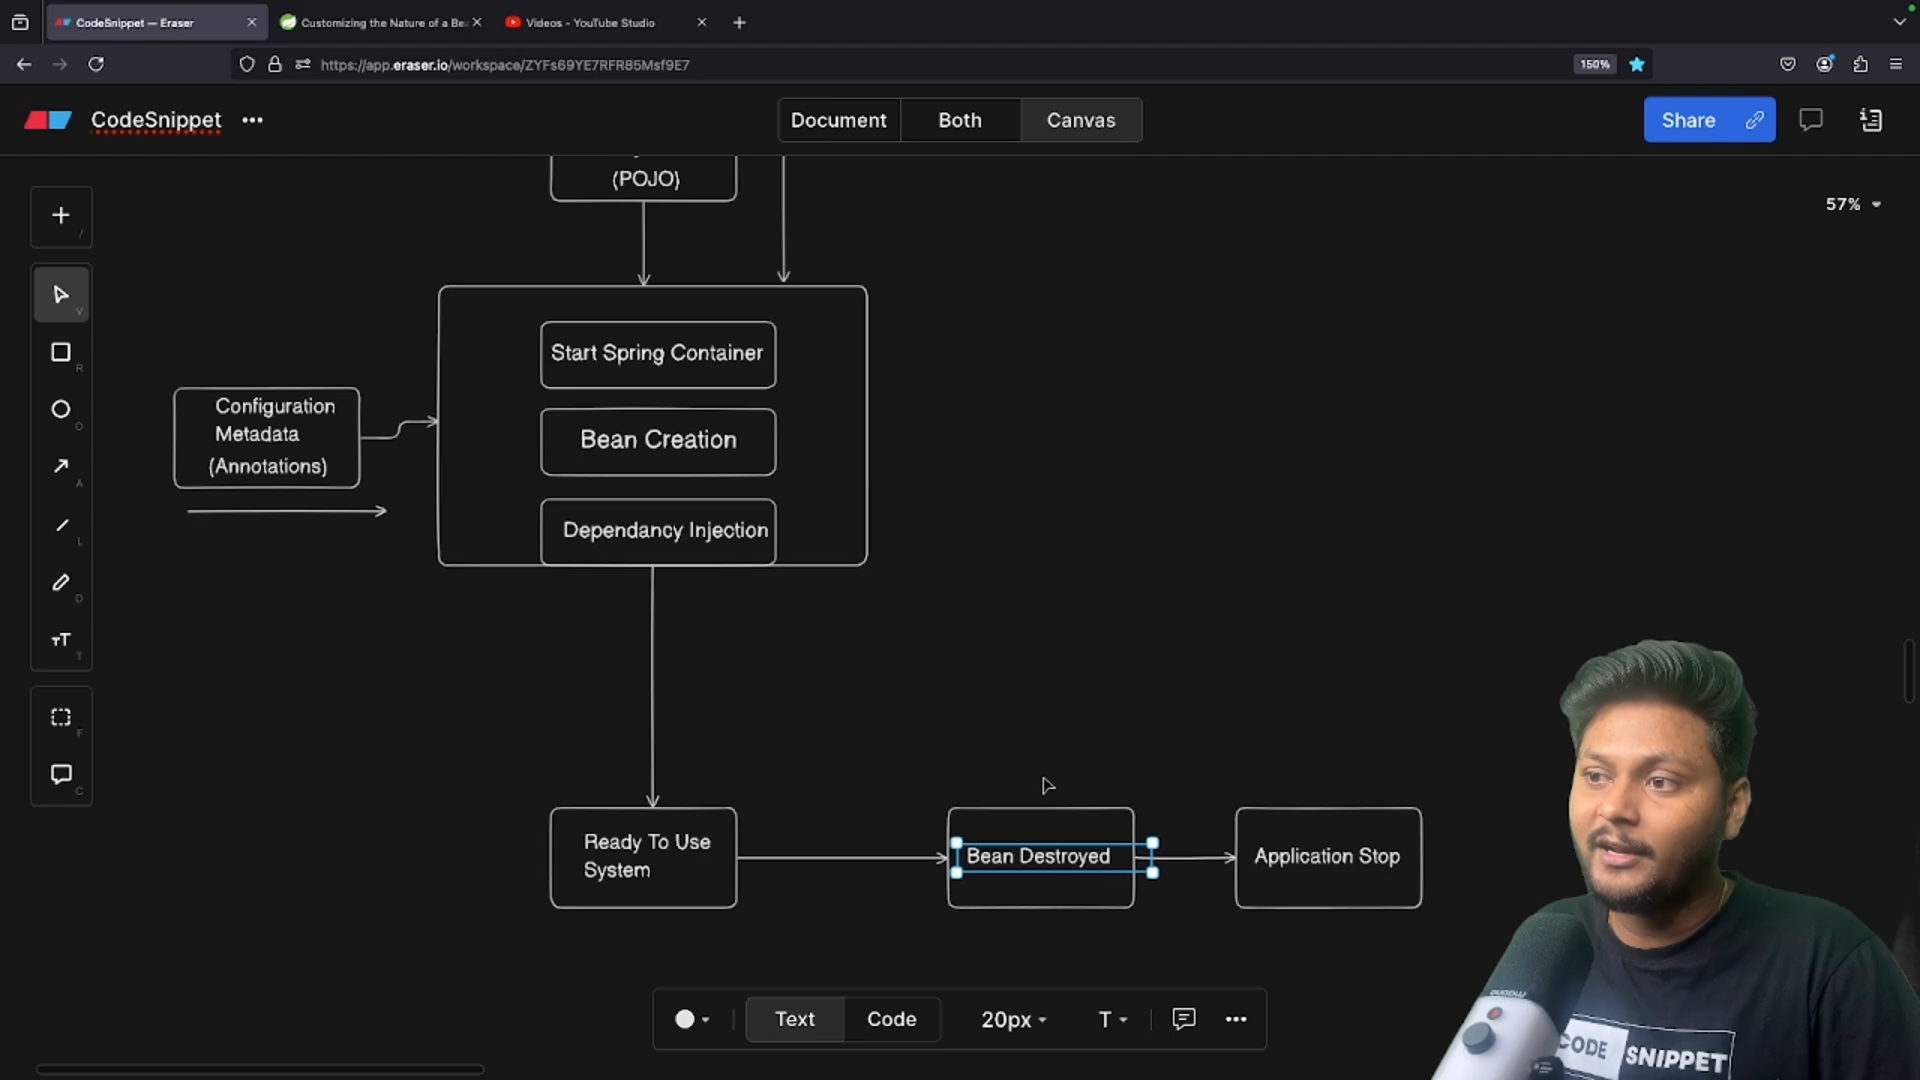 CodeSnippet — Eraser
Customizing the Nature of a Be
Videos - YouTube Studio
https://app.eraser.io/workspace/ZYFs69YE7RFR85Msf9E7
150%
CodeSnippet
Document
Both
Canvas
Share
57%
(POJO)
Start Spring Container
Configuration
Metadata
(Annotations)
Bean Creation
Dependancy Injection
Ready To Use
System
Bean Destroyed
Application Stop
/
V
R
O
A
L
D
TT
T
F
C
Text
Code
20px
T
CODE
SNIPPET